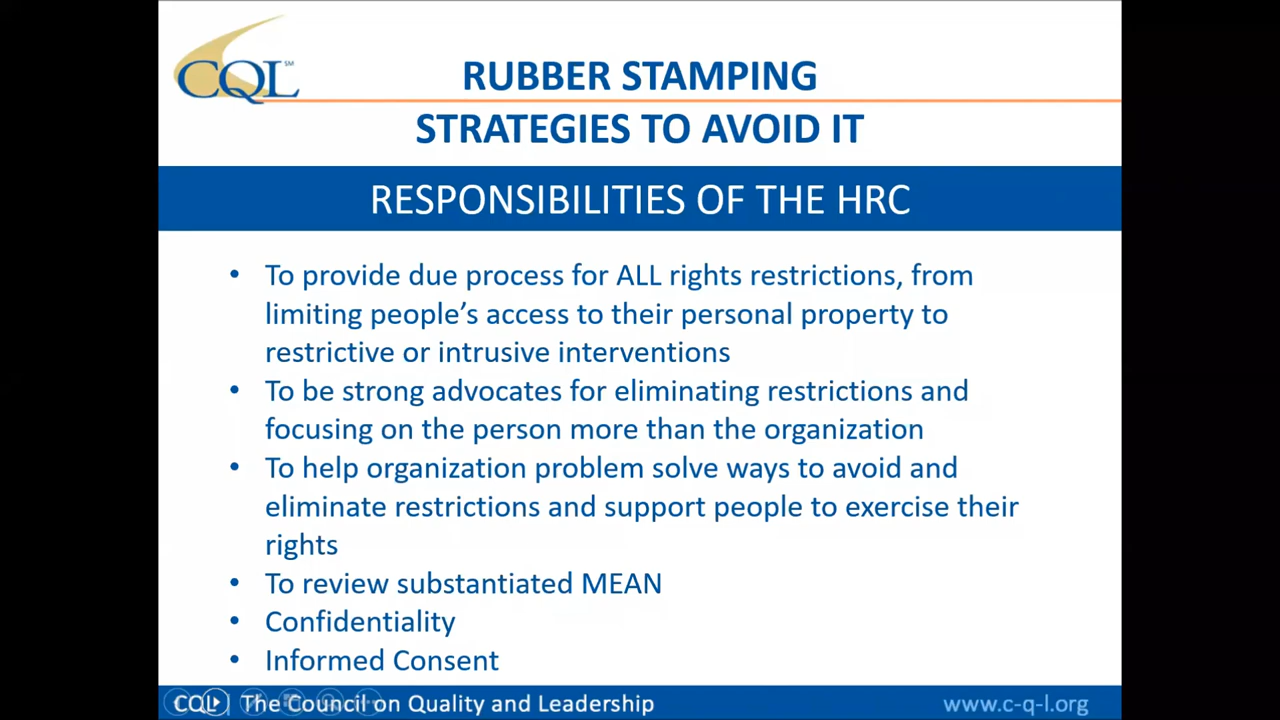 CQL SM
RUBBER STAMPING
STRATEGIES TO AVOID IT
RESPONSIBILITIES OF THE HRC
• To provide due process for ALL rights restrictions, from
limiting people’s access to their personal property to
restrictive or intrusive interventions
• To be strong advocates for eliminating restrictions and
focusing on the person more than the organization
• To help organization problem solve ways to avoid and
eliminate restrictions and support people to exercise their
rights
• To review substantiated MEAN
• Confidentiality
• Informed Consent
CQL | The Council on Quality and Leadership www.c-q-l.org